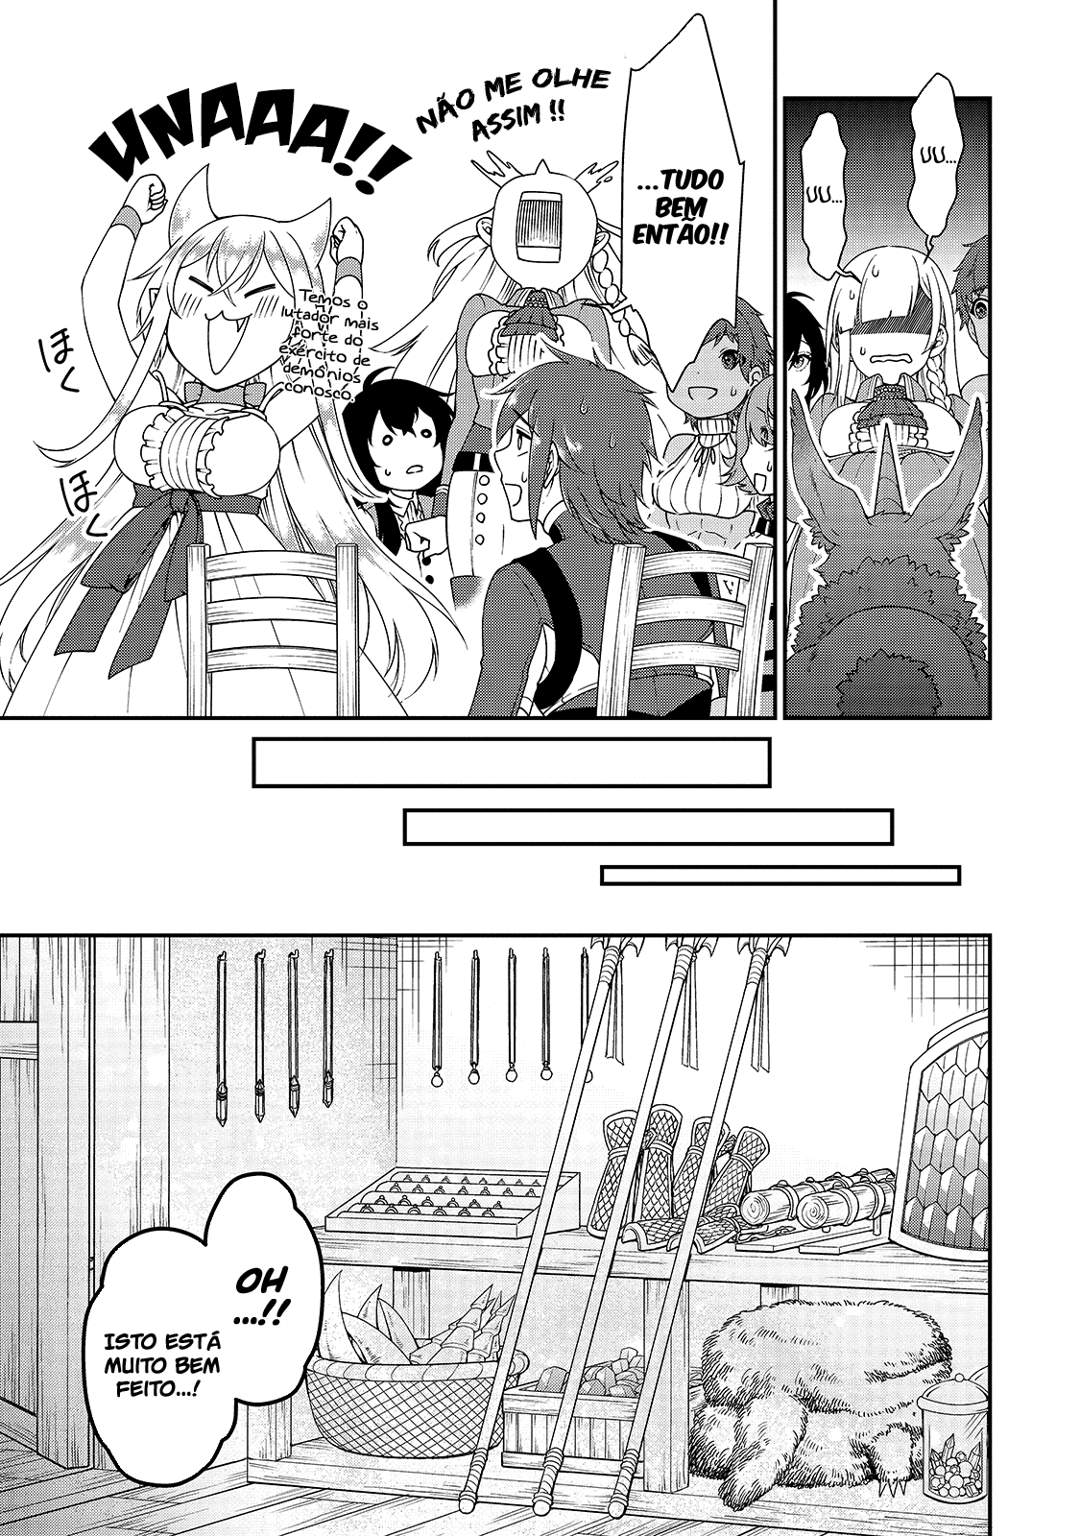 UU...
UU...
...TUDO
BEM
ENTÃO!!
NÃO ME OLHE
ASSIM !!
UNAAA!!
Temos o
lutador mais
forte do
exército de
demônios
conosco.
ほく
ほく
OH
...!!
ISTO ESTÁ
MUITO BEM
FEITO...!